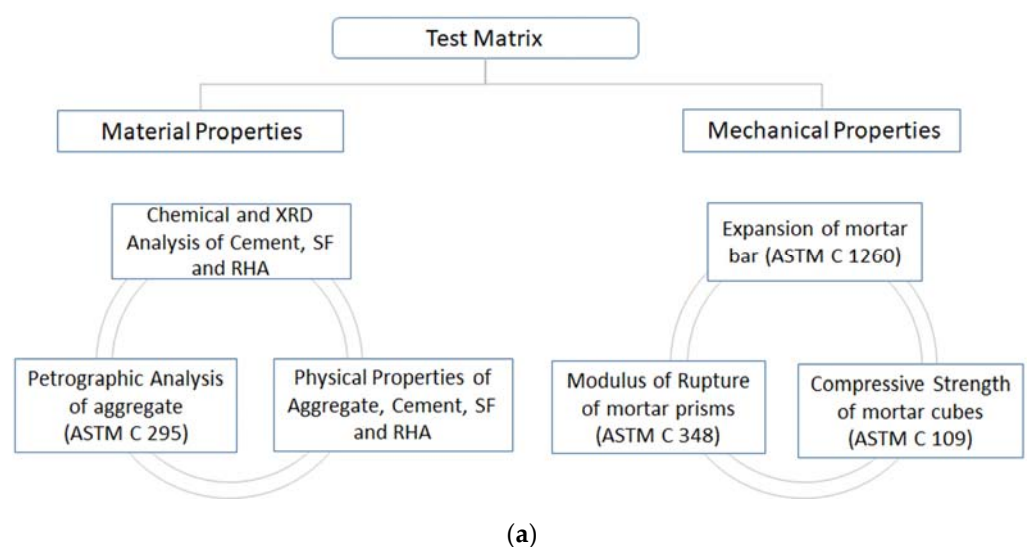 Test Matrix
Material Properties
Mechanical Properties
Chemical and XRD
Analysis of Cement, SF
and RHA
Petrographic Analysis
of aggregate
(ASTM C 295)
Physical Properties of
Aggregate, Cement, SF
and RHA
Expansion of mortar
bar (ASTM C 1260)
Modulus of Rupture
of mortar prisms
(ASTM C 348)
Compressive Strength
of mortar cubes
(ASTM C 109)
(a)